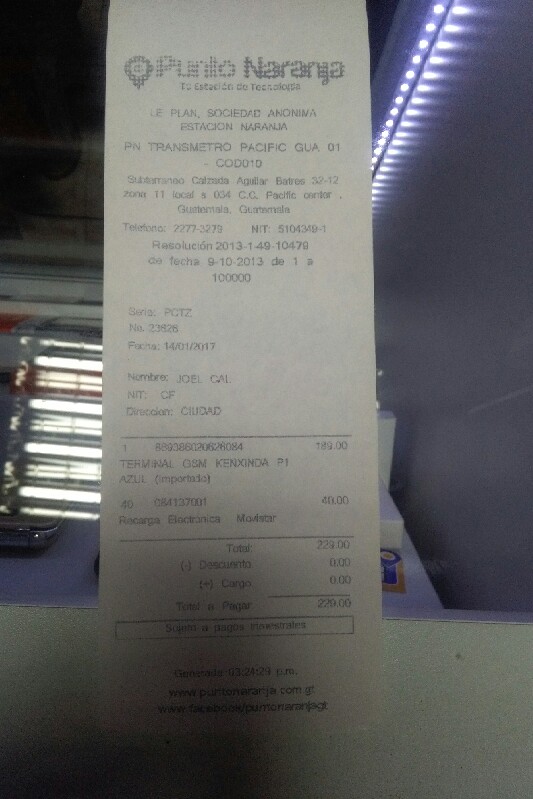 Punto Naranja
Tu Estación de Tecnología
LE PLAN, SOCIEDAD ANONIMA
ESTACION NARANJA
PN TRANSMETRO PACIFIC GUA 01
- COD010
Subterraneo Calzada Aguilar Batres 32-12
zona 11 local s 034 C.C. Pacific center ,
Guatemala, Guatemala
Telefono: 2277-3279 NIT: 5104349-1
Resolución 2013-1-49-10479
de fecha 9-10-2013 de 1 a
100000
Serie: PCTZ
No. 23626
Fecha: 14/01/2017
Nombre: JOEL CAL
NIT: CF
Direccion: CIUDAD
1 869386020626084 189.00
TERMINAL GSM KENXINDA P1
AZUL (Importado)
40 084137001 40.00
Recarga Electronica Movistar
Total: 229.00
(-) Descuento 0.00
(+) Cargo 0.00
Total a Pagar 229.00
Sujeto a pagos trimestrales
Generado 03:24:29 p.m.
www.puntonaranja.com.gt
www.facebook/puntonaranjagt